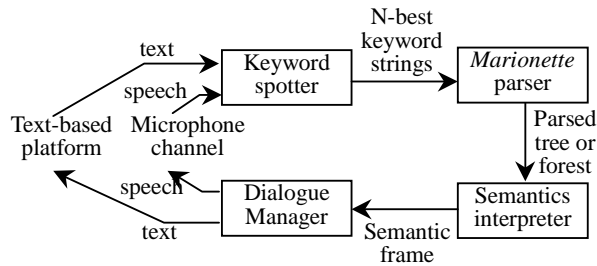 text
Keyword
spotter
N-best
keyword
strings
Marionette
parser
speech
Text-based
platform
Microphone
channel
Parsed
tree or
forest
speech
text
Dialogue
Manager
Semantic
frame
Semantics
interpreter